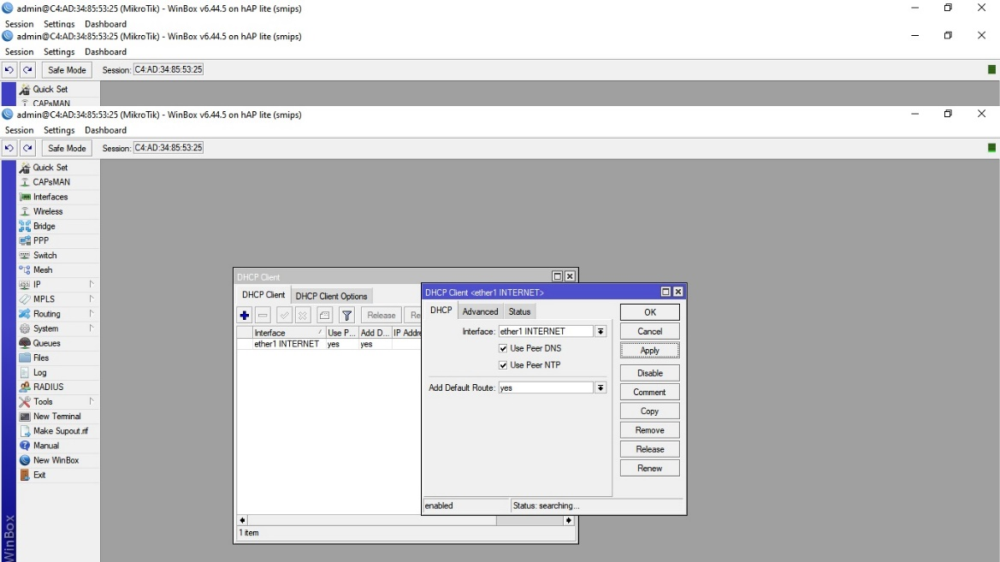 admin@C4:AD:34:85:53:25 (MikroTik) - WinBox v6.44.5 on hAP lite (smips)
Session Settings Dashboard
admin@C4:AD:34:85:53:25 (MikroTik) - WinBox v6.44.5 on hAP lite (smips)
Session Settings Dashboard
Safe Mode Session: C4:AD:34:85:53:25
Quick Set
CAPsMAN
admin@C4:AD:34:85:53:25 (MikroTik) - WinBox v6.44.5 on hAP lite (smips)
Session Settings Dashboard
Safe Mode Session: C4:AD:34:85:53:25
Quick Set
CAPsMAN
Interfaces
Wireless
Bridge
PPP
Switch
Mesh
IP
MPLS
Routing
System
Queues
Files
Log
RADIUS
Tools
New Terminal
Make Supout.rif
Manual
New WinBox
Exit
WinBox
DHCP Client
DHCP Client DHCP Client Options
Release Re
Interface Use P... Add D... IP Addre
ether1 INTERNET yes yes
1 item
DHCP Client <ether1 INTERNET>
DHCP Advanced Status
Interface: ether1 INTERNET
Use Peer DNS
Use Peer NTP
Add Default Route: yes
OK
Cancel
Apply
Disable
Comment
Copy
Remove
Release
Renew
enabled Status: searching...